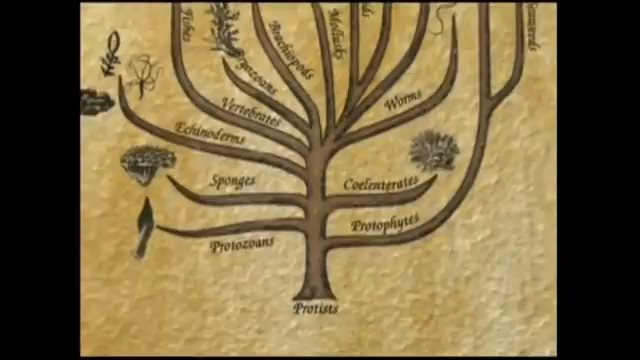 Fishes
Bryozoans
Brachiopods
Mollusks
Vertebrates
Worms
Echinoderms
Sponges
Coelenterates
Protophytes
Protozoans
Protists